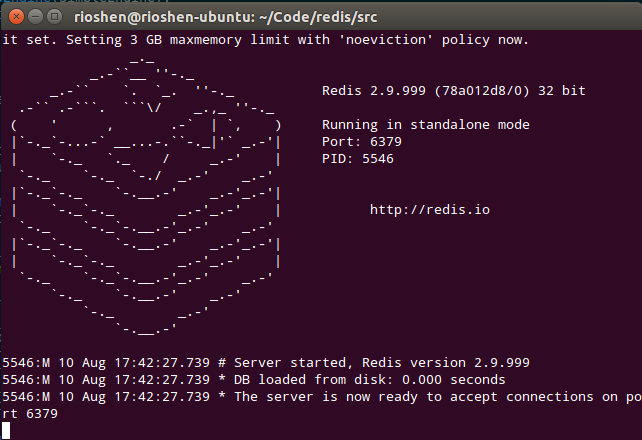 rioshen@rioshen-ubuntu: ~/Code/redis/src
it set. Setting 3 GB maxmemory limit with 'noeviction' policy now.
Redis 2.9.999 (78a012d8/0) 32 bit
Running in standalone mode
Port: 6379
PID: 5546
http://redis.io
5546:M 10 Aug 17:42:27.739 # Server started, Redis version 2.9.999
5546:M 10 Aug 17:42:27.739 * DB loaded from disk: 0.000 seconds
5546:M 10 Aug 17:42:27.739 * The server is now ready to accept connections on po
rt 6379